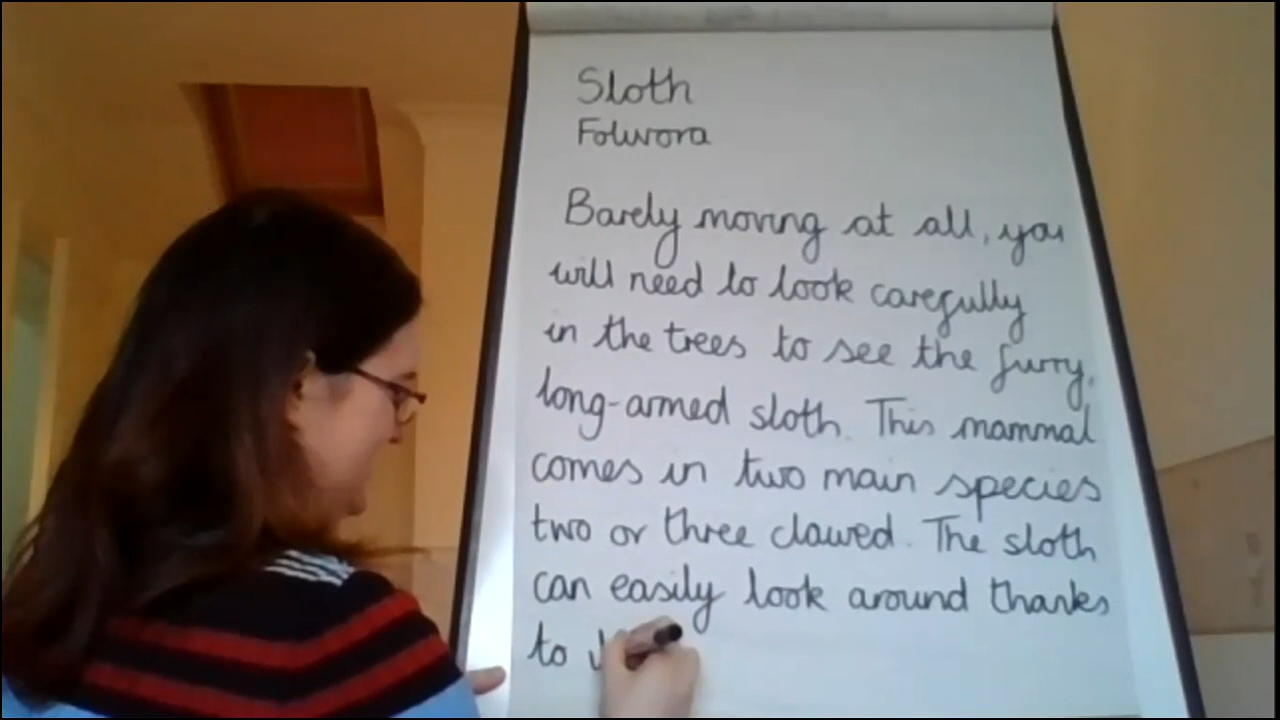 Sloth
Folivora
Barely moving at all, you
will need to look carefully
in the trees to see the furry,
long-armed sloth. This mammal
comes in two main species
two or three clawed. The sloth
can easily look around thanks
to